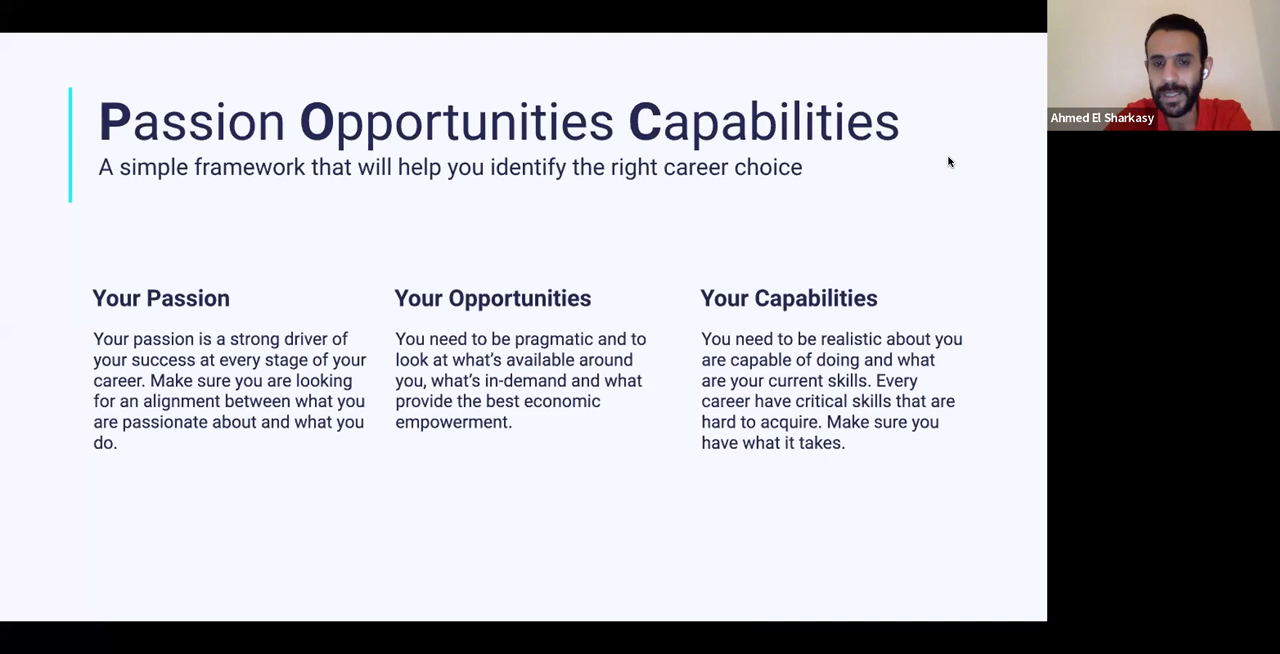 Passion Opportunities Capabilities
A simple framework that will help you identify the right career choice
Your Passion
Your passion is a strong driver of
your success at every stage of your
career. Make sure you are looking
for an alignment between what you
are passionate about and what you
do.
Your Opportunities
You need to be pragmatic and to
look at what’s available around
you, what’s in-demand and what
provide the best economic
empowerment.
Your Capabilities
You need to be realistic about you
are capable of doing and what
are your current skills. Every
career have critical skills that are
hard to acquire. Make sure you
have what it takes.
Ahmed El Sharkasy